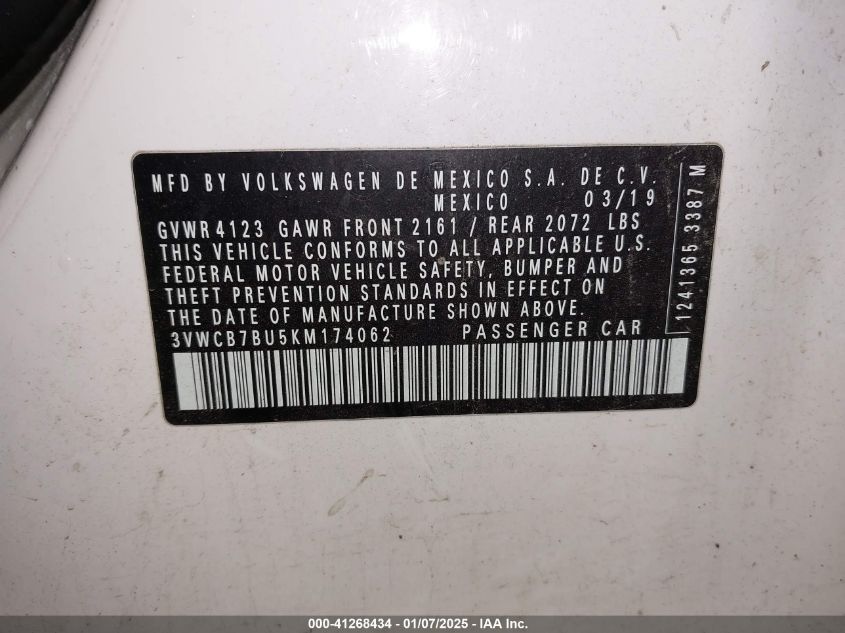 MFD BY VOLKSWAGEN DE MEXICO S.A. DE C.V.
MEXICO 03/19
GVWR 4123 GAWR FRONT 2161 / REAR 2072 LBS
THIS VEHICLE CONFORMS TO ALL APPLICABLE U.S.
FEDERAL MOTOR VEHICLE SAFETY, BUMPER AND
THEFT PREVENTION STANDARDS IN EFFECT ON
THE DATE OF MANUFACTURE SHOWN ABOVE.
3VWCB7BU5KM174062 PASSENGER CAR
1241365 3387 M
000-41268434 - 01/07/2025 - IAA Inc.